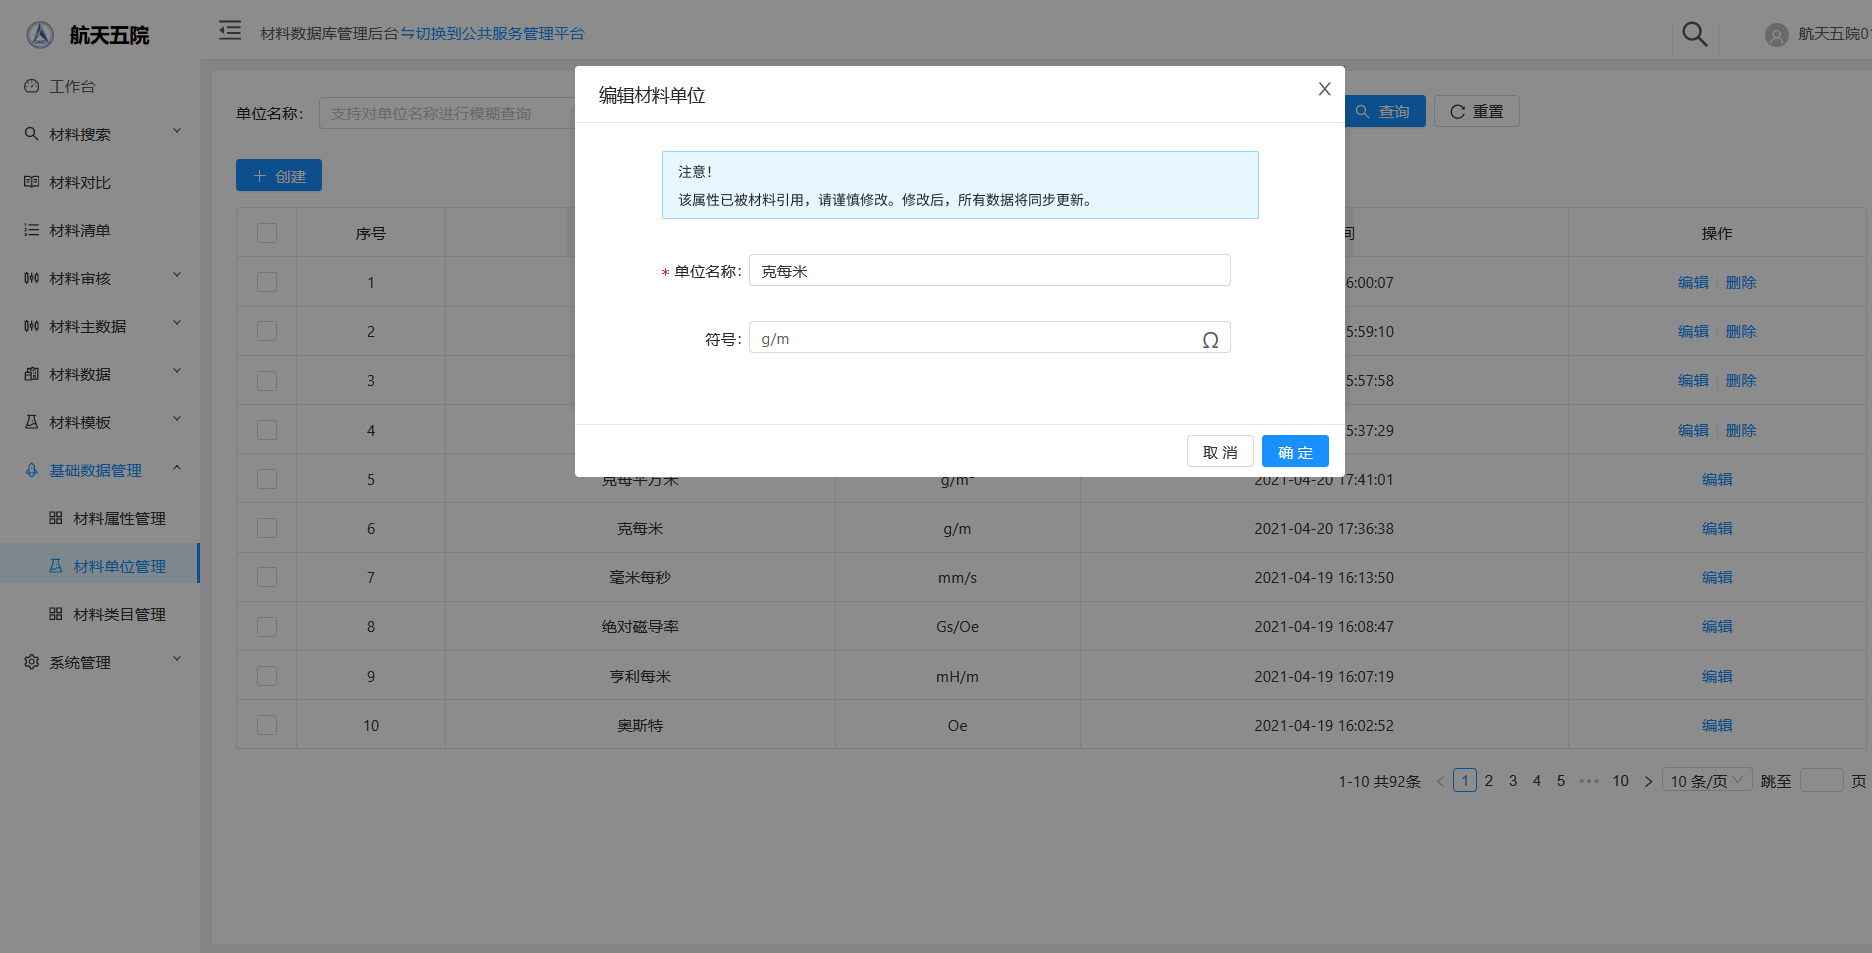 航天五院
材料数据库管理后台 切换到公共服务管理平台
航天五院0
工作台
材料搜索
材料对比
材料清单
材料审核
材料主数据
材料数据
材料模板
基础数据管理
材料属性管理
材料单位管理
材料类目管理
系统管理
单位名称：
支持对单位名称进行模糊查询
查询
重置
创建
编辑材料单位
注意！
该属性已被材料引用，请谨慎修改。修改后，所有数据将同步更新。
* 单位名称： 克每米
符号： g/m Ω
取 消 确 定
序号 间 操作
1 6:00:07 编辑 删除
2 5:59:10 编辑 删除
3 5:57:58 编辑 删除
4 5:37:29 编辑 删除
5 克每平方米 g/m² 2021-04-20 17:41:01 编辑
6 克每米 g/m 2021-04-20 17:36:38 编辑
7 毫米每秒 mm/s 2021-04-19 16:13:50 编辑
8 绝对磁导率 Gs/Oe 2021-04-19 16:08:47 编辑
9 亨利每米 mH/m 2021-04-19 16:07:19 编辑
10 奥斯特 Oe 2021-04-19 16:02:52 编辑
1-10 共92条 < 1 2 3 4 5 ••• 10 > 10 条/页 跳至 页